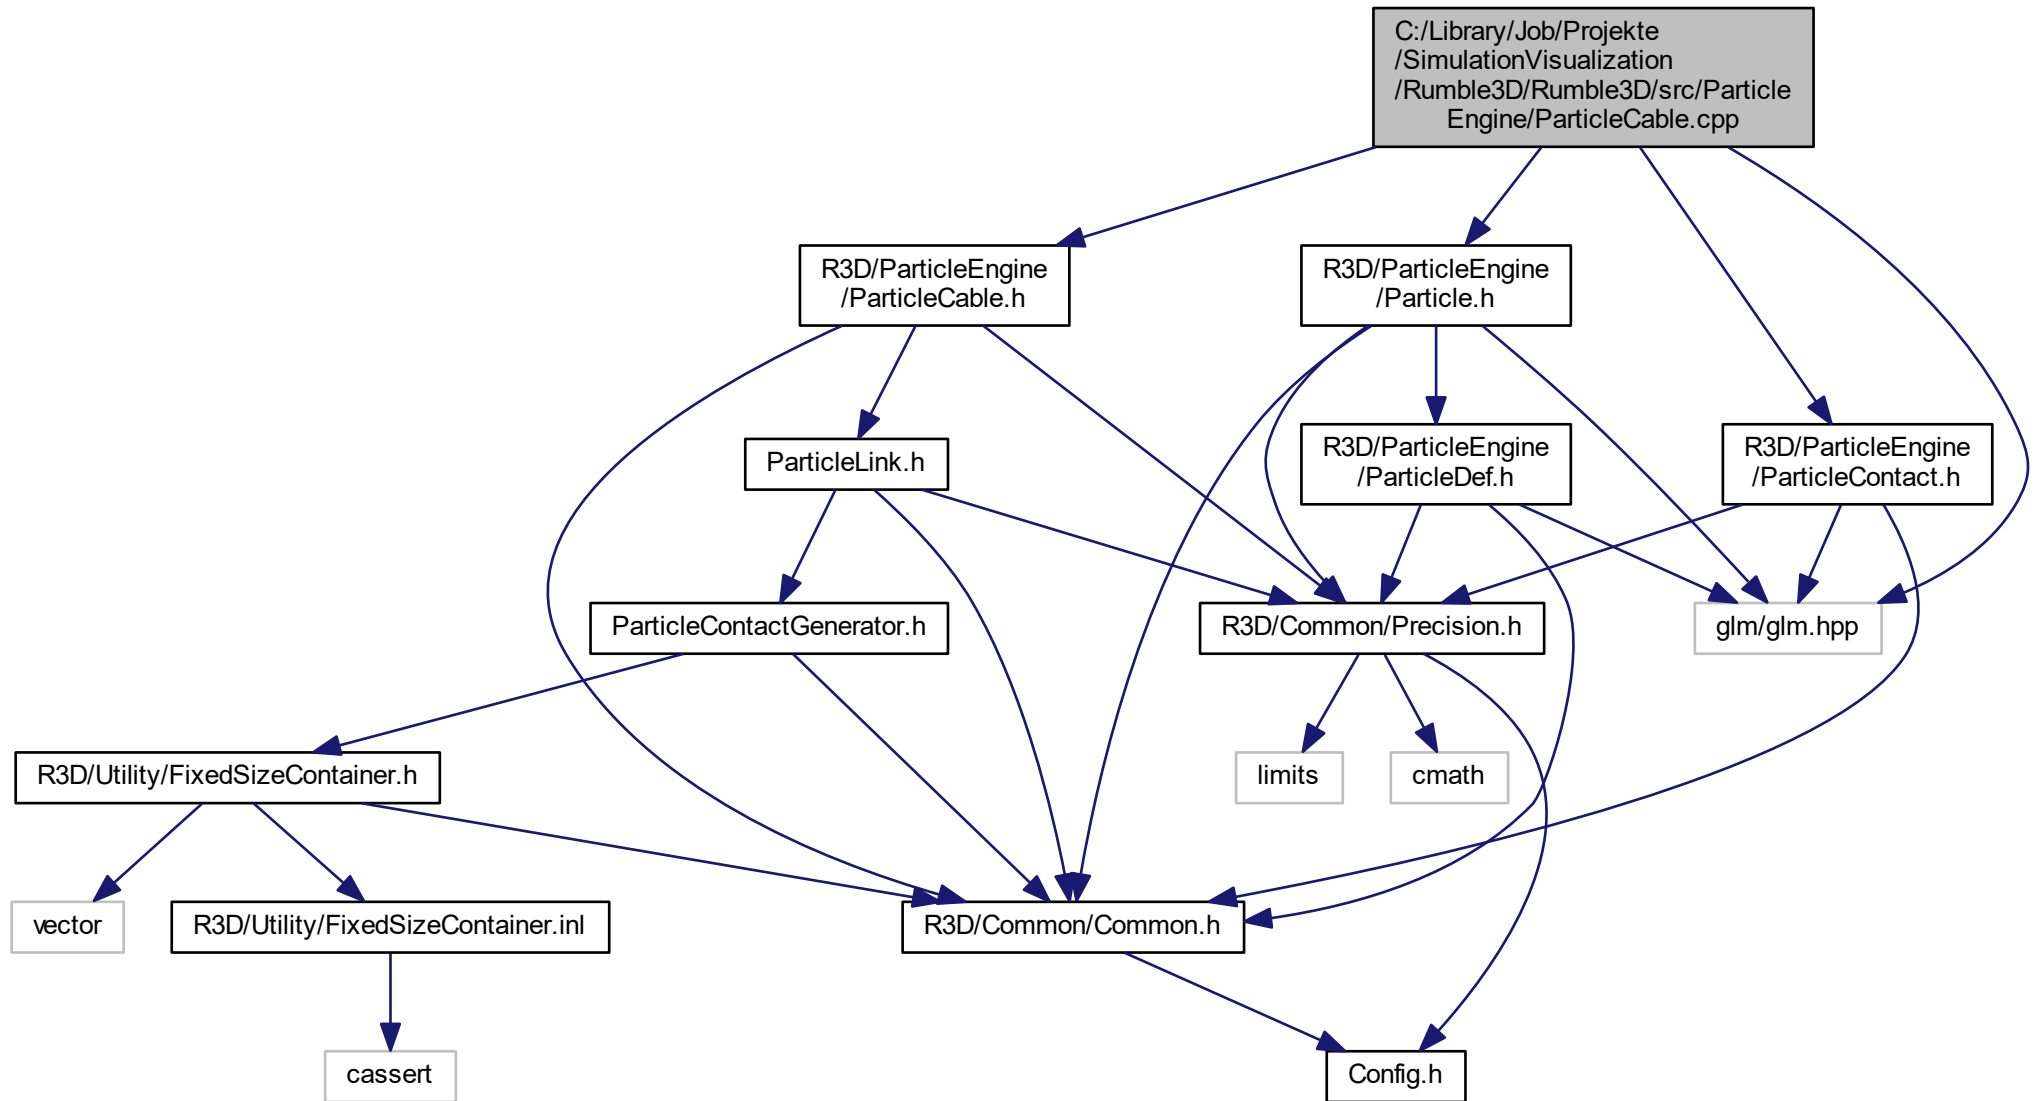 C:/Library/Job/Projekte
/SimulationVisualization
/Rumble3D/Rumble3D/src/Particle
Engine/ParticleCable.cpp
R3D/ParticleEngine
/ParticleCable.h
R3D/ParticleEngine
/Particle.h
ParticleLink.h
R3D/ParticleEngine
/ParticleDef.h
R3D/ParticleEngine
/ParticleContact.h
ParticleContactGenerator.h
R3D/Common/Precision.h
glm/glm.hpp
R3D/Utility/FixedSizeContainer.h
limits
cmath
vector
R3D/Utility/FixedSizeContainer.inl
R3D/Common/Common.h
cassert
Config.h